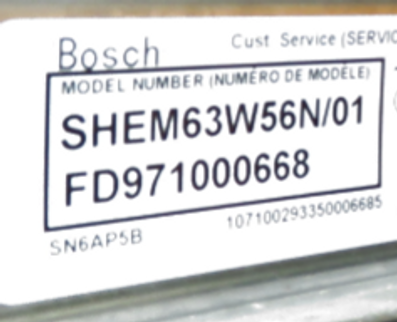 Bosch
Cust Service (SERVIC
MODEL NUMBER (NUMÉRO DE MODÈLE)
SHEM63W56N/01
FD971000668
SN6AP5B
107100293350006685